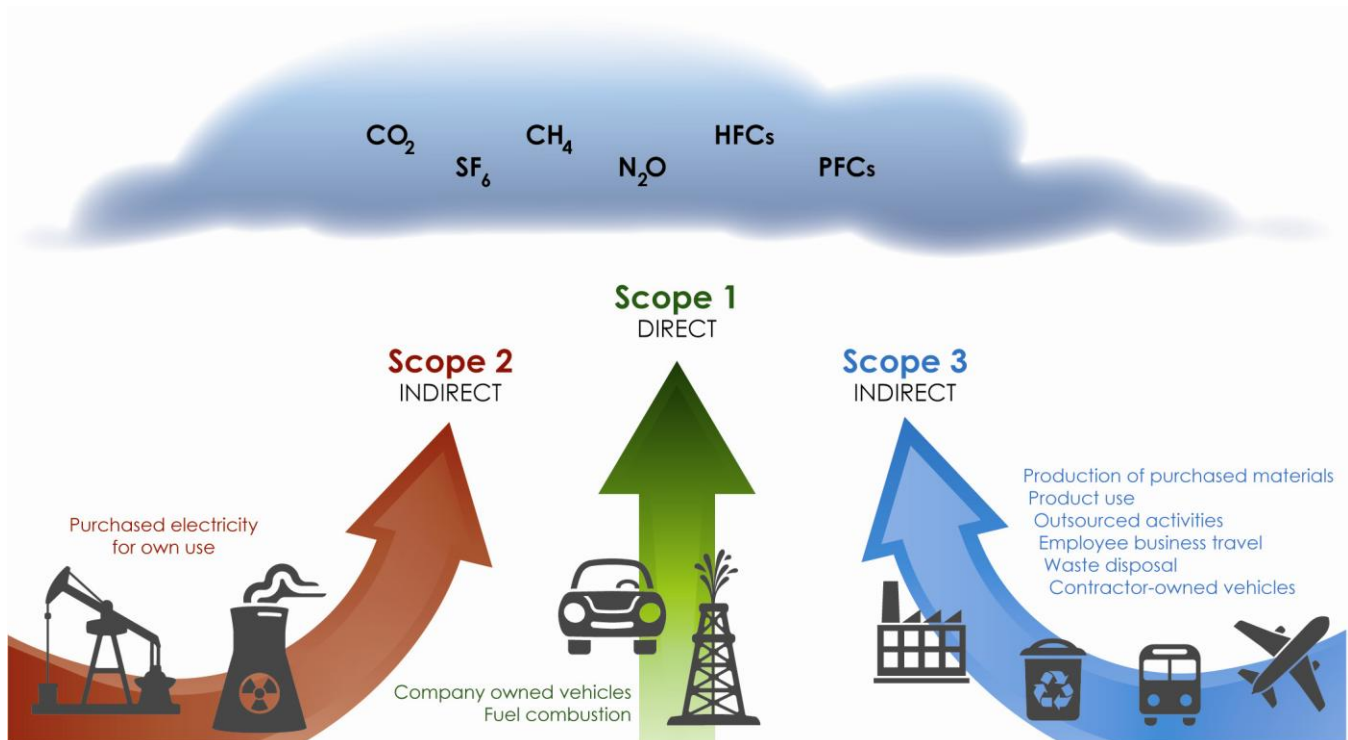 CO₂
CH₄
HFCs
SF₆
N₂O
PFCs
Scope 1
DIRECT
Scope 2
INDIRECT
Scope 3
INDIRECT
Purchased electricity
for own use
Company owned vehicles
Fuel combustion
Production of purchased materials
Product use
Outsourced activities
Employee business travel
Waste disposal
Contractor-owned vehicles